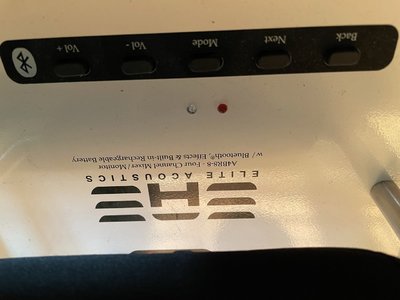 ELITE ACOUSTICS
- Four Channel Mixer / Monitor
w/ Bluetooth®, Effects & Built-in Rechargeable Battery
Back Next Mode Vol - Vol +